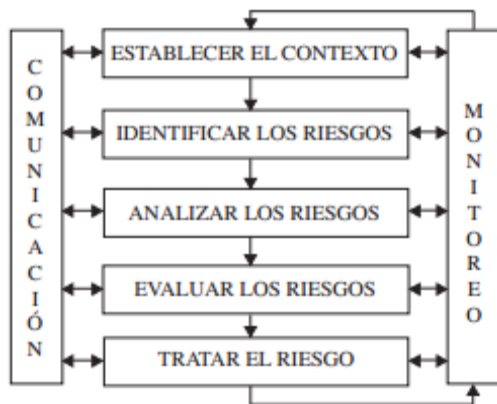 COMUNICACIÓN
ESTABLECER EL CONTEXTO
IDENTIFICAR LOS RIESGOS
ANALIZAR LOS RIESGOS
EVALUAR LOS RIESGOS
TRATAR EL RIESGO
MONITOREO